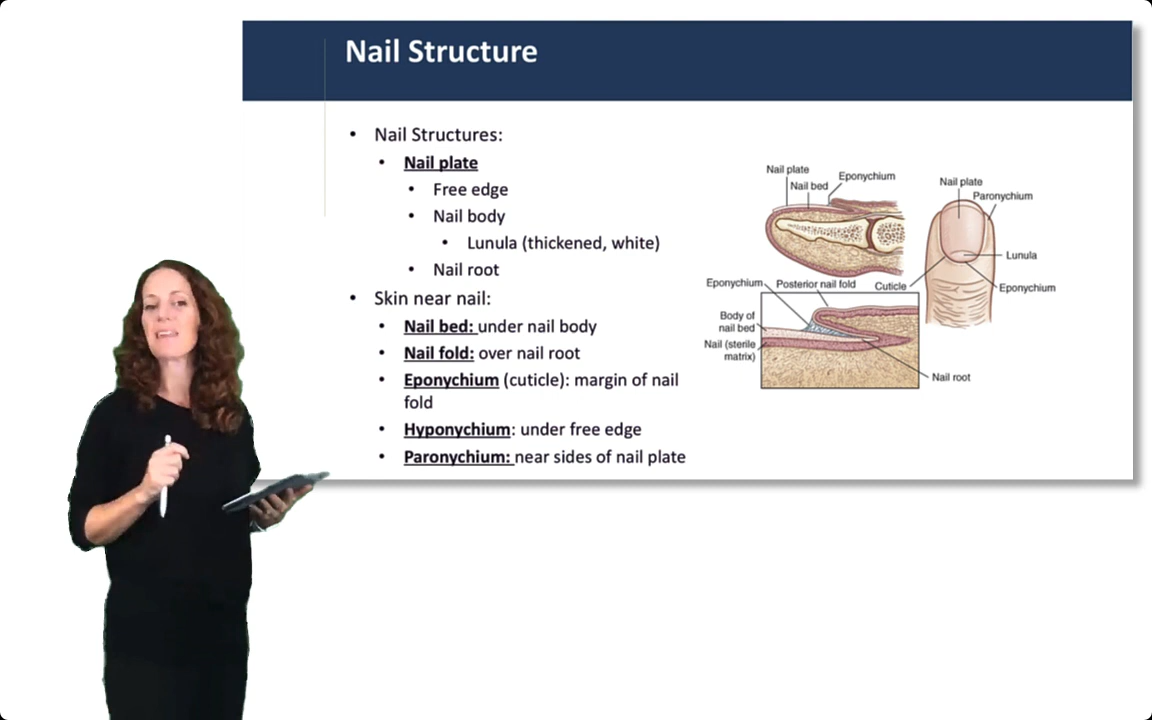 Nail Structure
• Nail Structures:
• Nail plate
• Free edge
• Nail body
• Lunula (thickened, white)
• Nail root
• Skin near nail:
• Nail bed: under nail body
• Nail fold: over nail root
• Eponychium (cuticle): margin of nail
fold
• Hyponychium: under free edge
• Paronychium: near sides of nail plate
Nail plate
Nail bed
Eponychium
Nail plate
Paronychium
Lunula
Eponychium
Cuticle
Eponychium
Posterior nail fold
Body of
nail bed
Nail (sterile
matrix)
Nail root